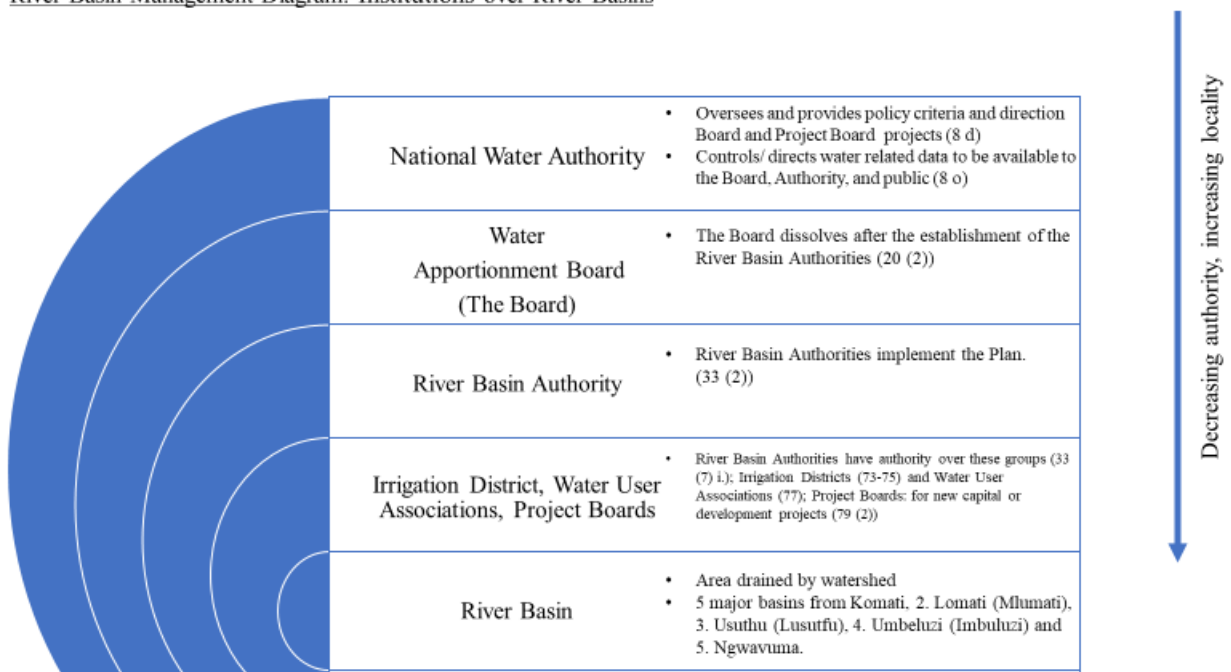 River Basin Management Diagram: Institutions over River Basins
National Water Authority
• Oversees and provides policy criteria and direction
Board and Project Board projects (8 d)
• Controls/ directs water related data to be available to
the Board, Authority, and public (8 o)
Water
Apportionment Board
(The Board)
• The Board dissolves after the establishment of the
River Basin Authorities (20 (2))
River Basin Authority
• River Basin Authorities implement the Plan.
(33 (2))
Irrigation District, Water User
Associations, Project Boards
• River Basin Authorities have authority over these groups (33
(7) i.); Irrigation Districts (73-75) and Water User
Associations (77); Project Boards: for new capital or
development projects (79 (2))
River Basin
• Area drained by watershed
• 5 major basins from Komati, 2. Lomati (Mlumati),
3. Usuthu (Lusutfu), 4. Umbeluzi (Imbuluzi) and
5. Ngwavuma.
Decreasing authority, increasing locality